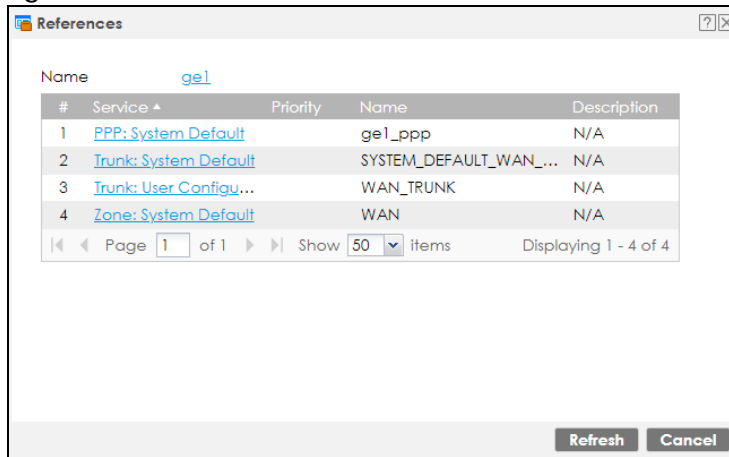 References
Name ge1
# Service Priority Name Description
1 PPP: System Default ge1_ppp N/A
2 Trunk: System Default SYSTEM_DEFAULT_WAN_... N/A
3 Trunk: User Configu... WAN_TRUNK N/A
4 Zone: System Default WAN N/A
Page 1 of 1 Show 50 items Displaying 1 - 4 of 4
Refresh Cancel